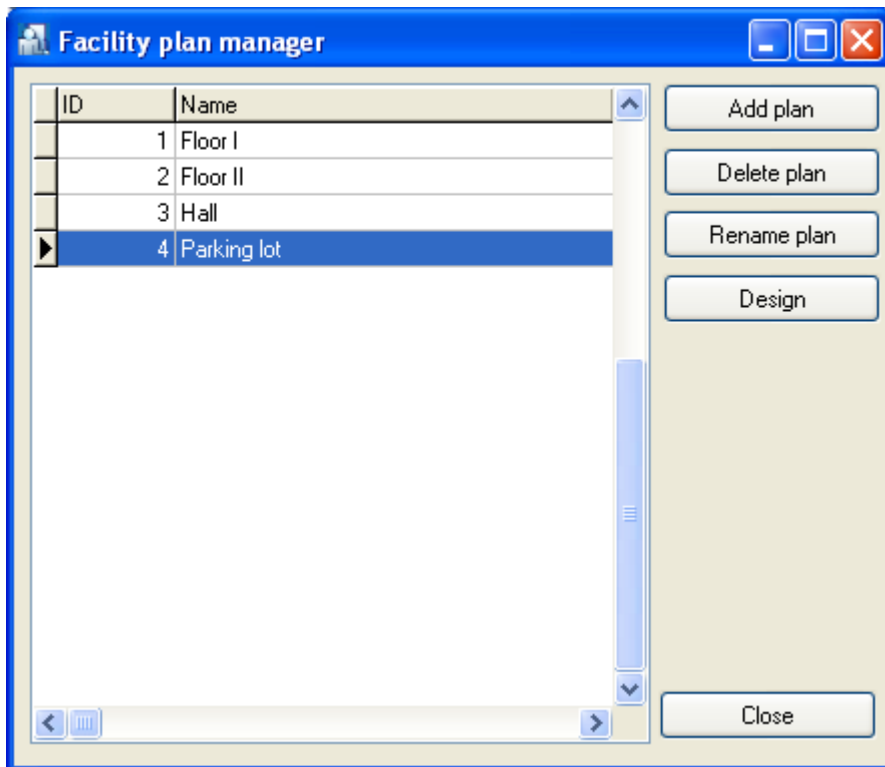 Facility plan manager
ID Name
1 Floor I
2 Floor II
3 Hall
4 Parking lot
Add plan
Delete plan
Rename plan
Design
Close